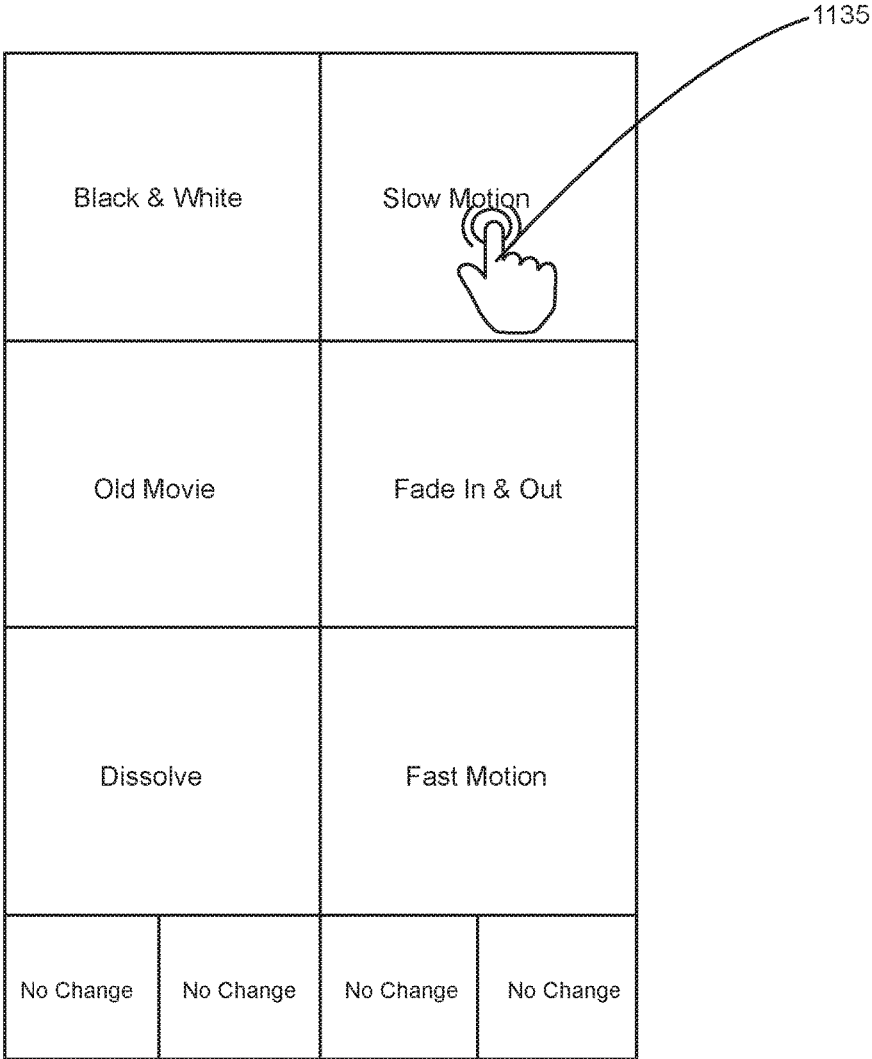 1135
Black & White
Slow Motion
Old Movie
Fade In & Out
Dissolve
Fast Motion
No Change
No Change
No Change
No Change